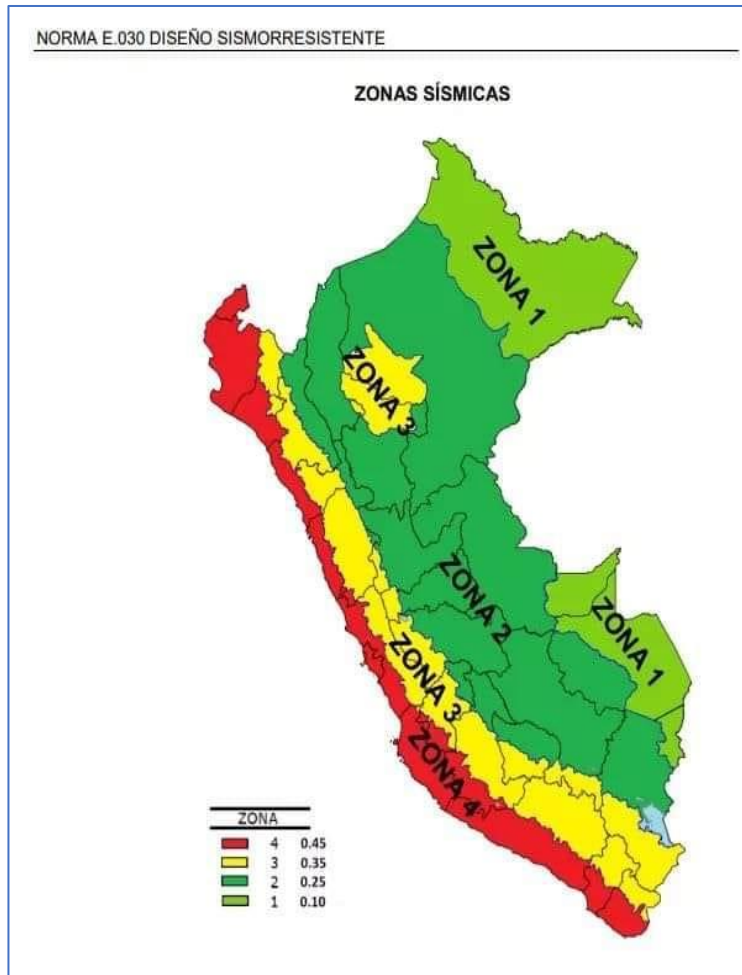 NORMA E.030 DISEÑO SISMORRESISTENTE
ZONAS SÍSMICAS
ZONA 1
ZONA 3
ZONA 2
ZONA 1
ZONA 3
ZONA 4
ZONA
4 0.45
3 0.35
2 0.25
1 0.10